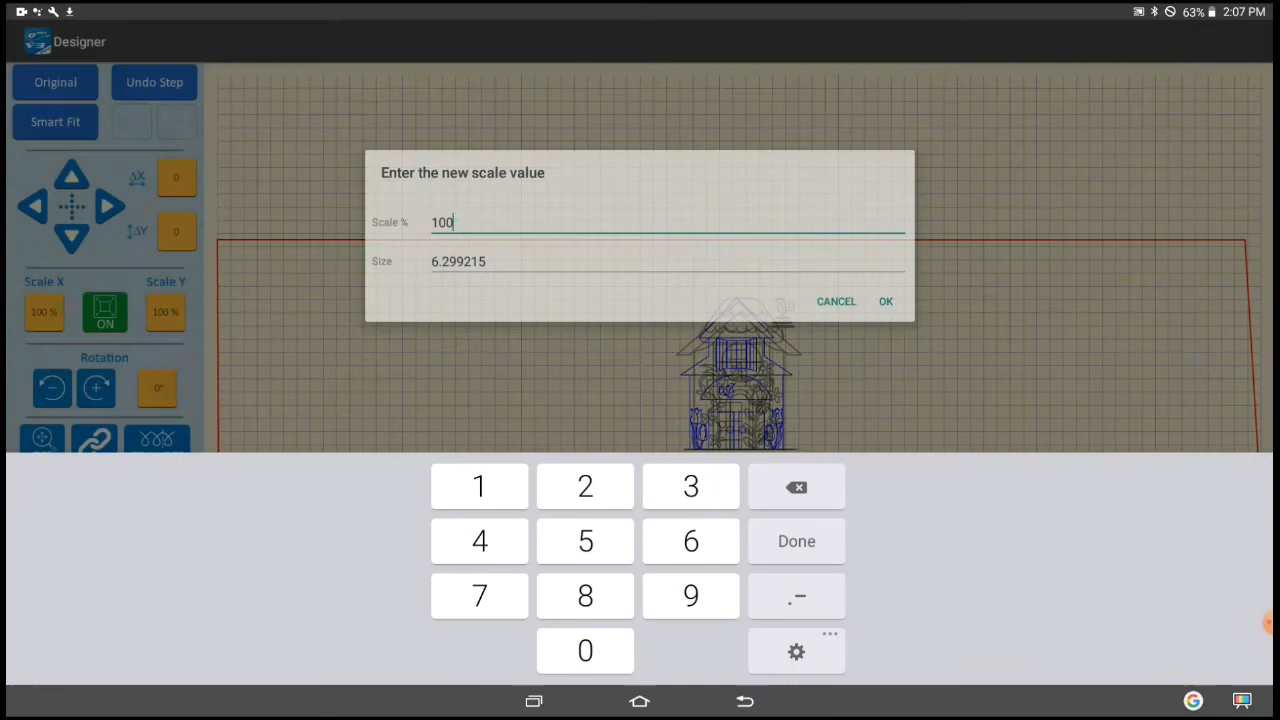 63% 2:07 PM
Designer
Original
Undo Step
Smart Fit
ΔX
0
ΔY
0
Scale X
Scale Y
100 %
ON
100 %
Rotation
0°
Enter the new scale value
Scale %
100
Size
6.299215
CANCEL
OK
1 2 3
4 5 6 Done
7 8 9 .–
0
G